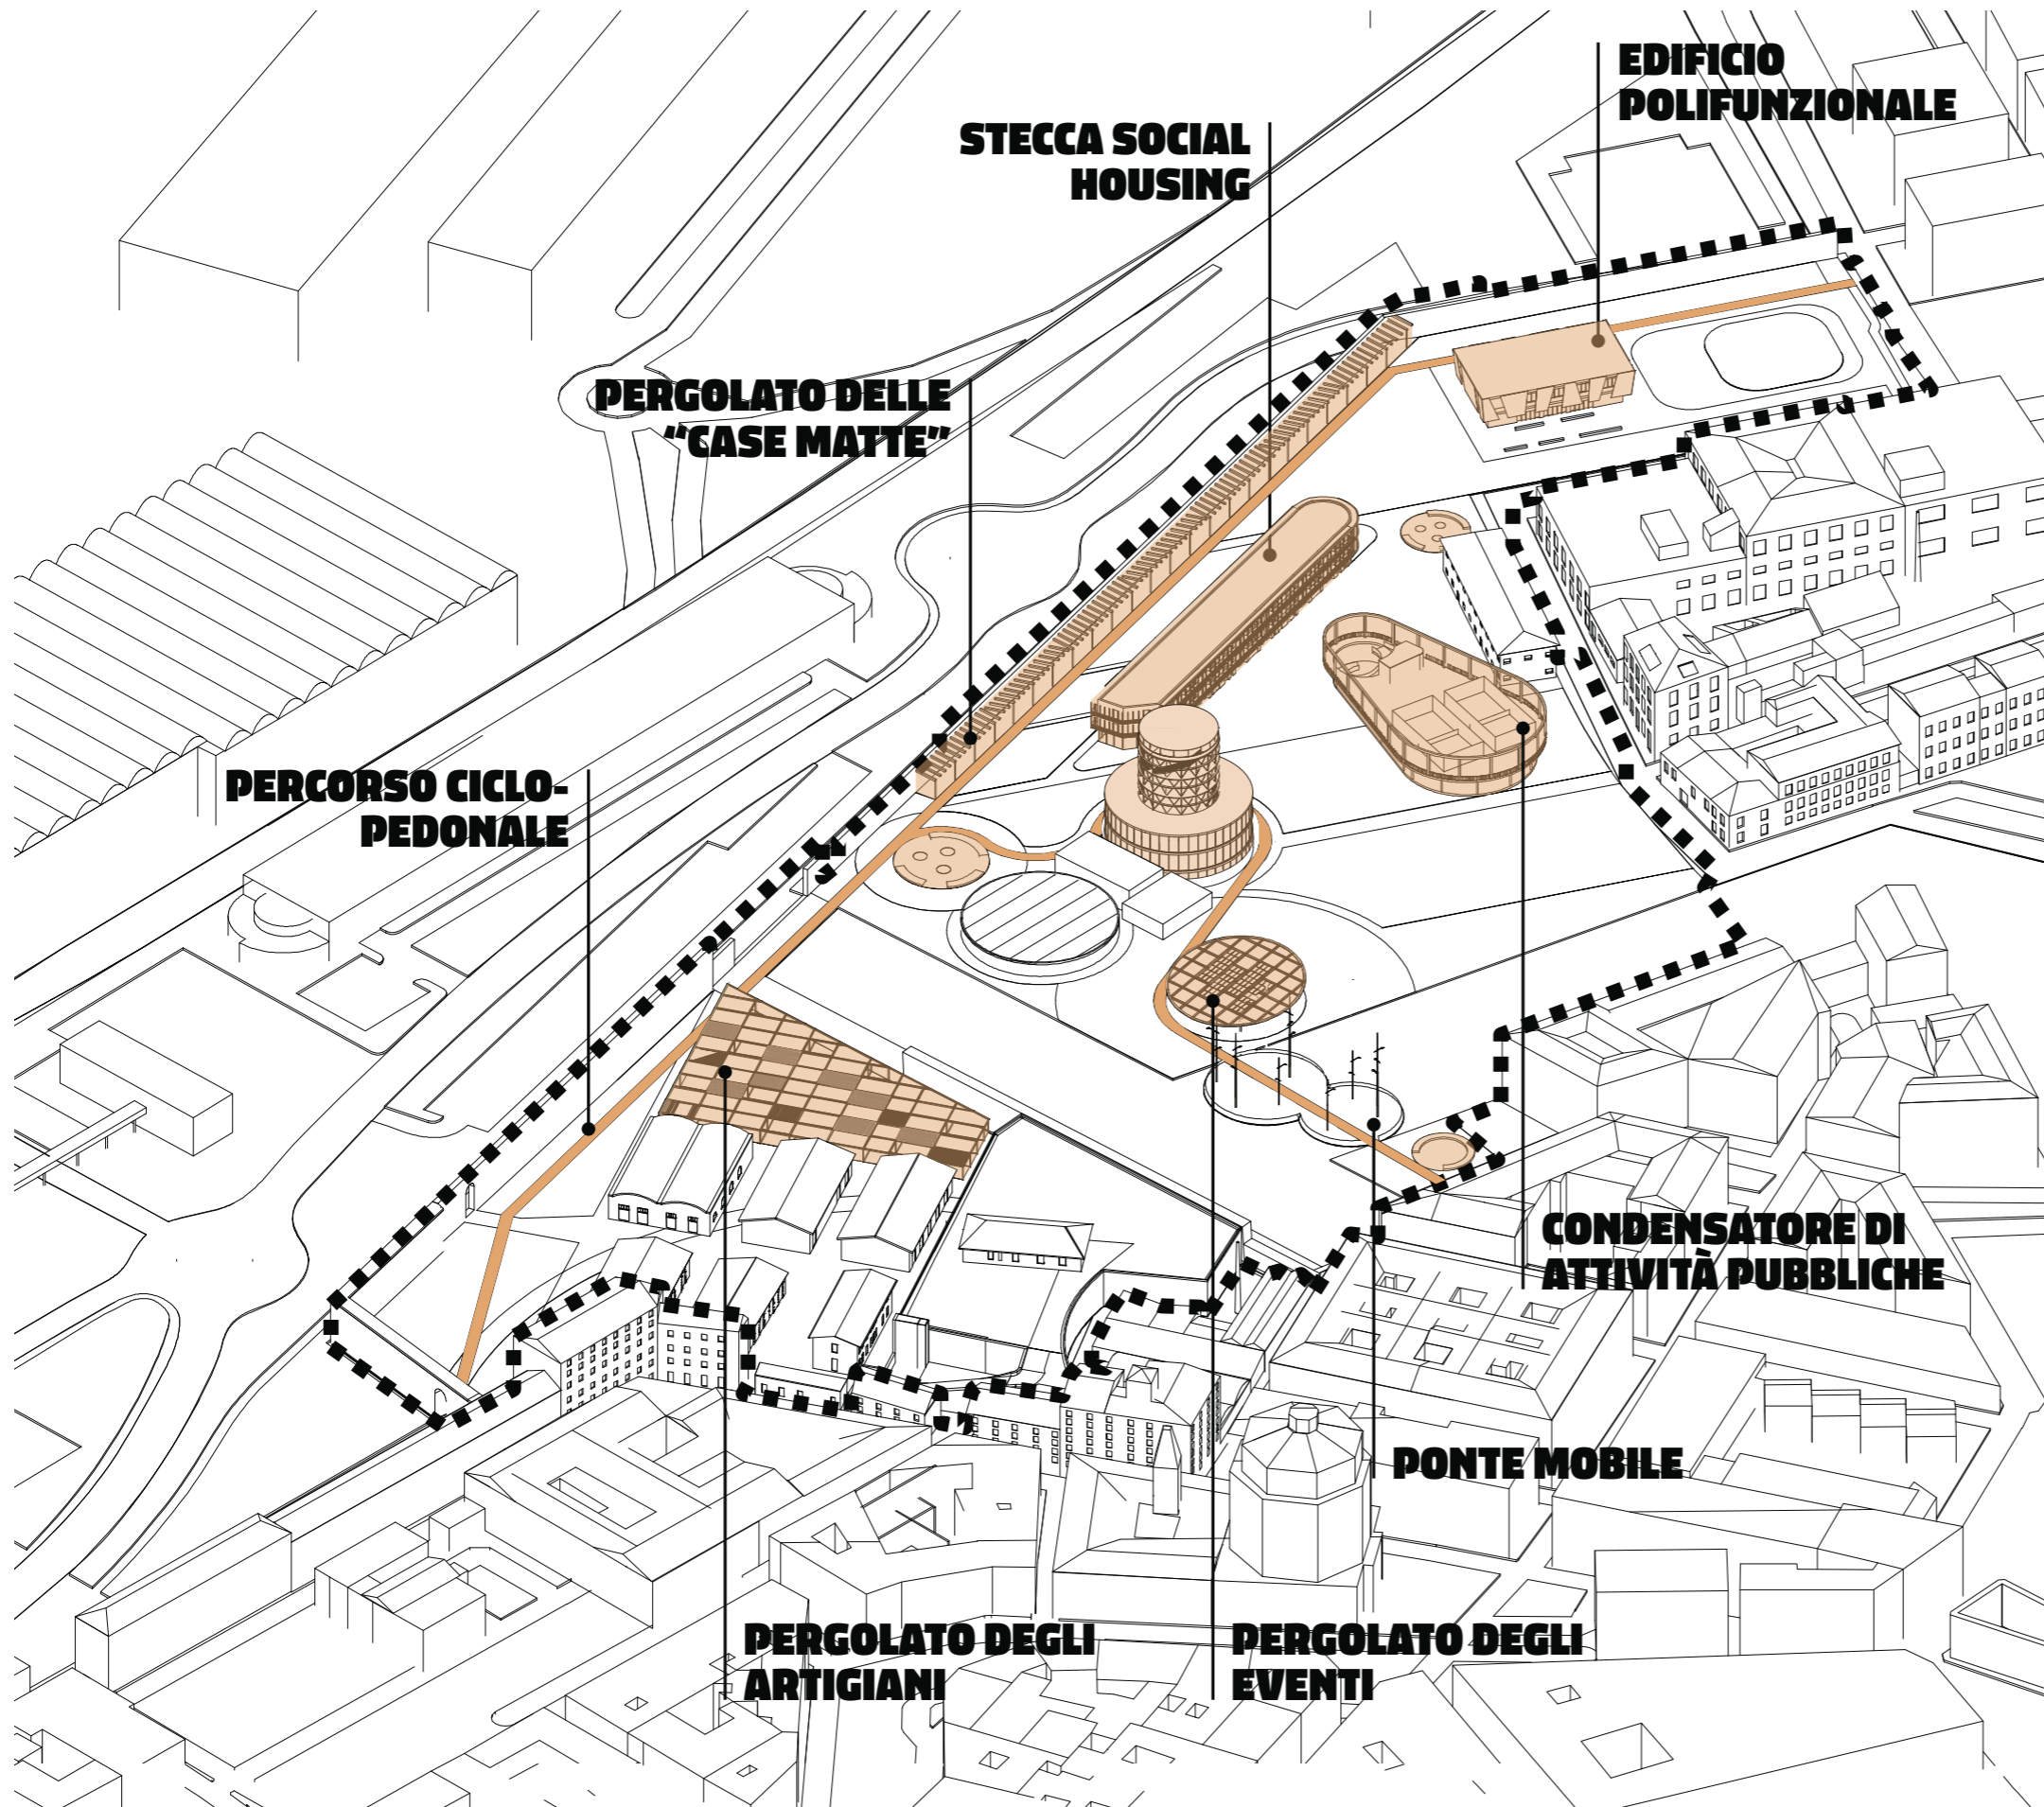 EDIFICIO
POLIFUNZIONALE
STECCA SOCIAL
HOUSING
PERGOLATO DELLE
“CASE MATTE”
PERCORSO CICLO-
PEDONALE
CONDENSATORE DI
ATTIVITÀ PUBBLICHE
PONTE MOBILE
PERGOLATO DEGLI
ARTIGIANI
PERGOLATO DEGLI
EVENTI